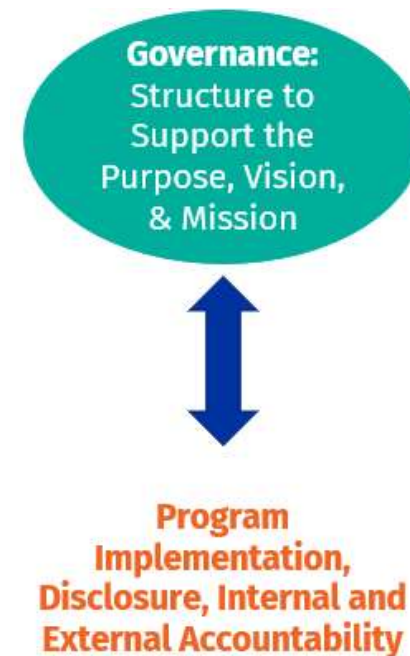 Governance:
Structure to
Support the
Purpose, Vision,
& Mission
Program
Implementation,
Disclosure, Internal and
External Accountability